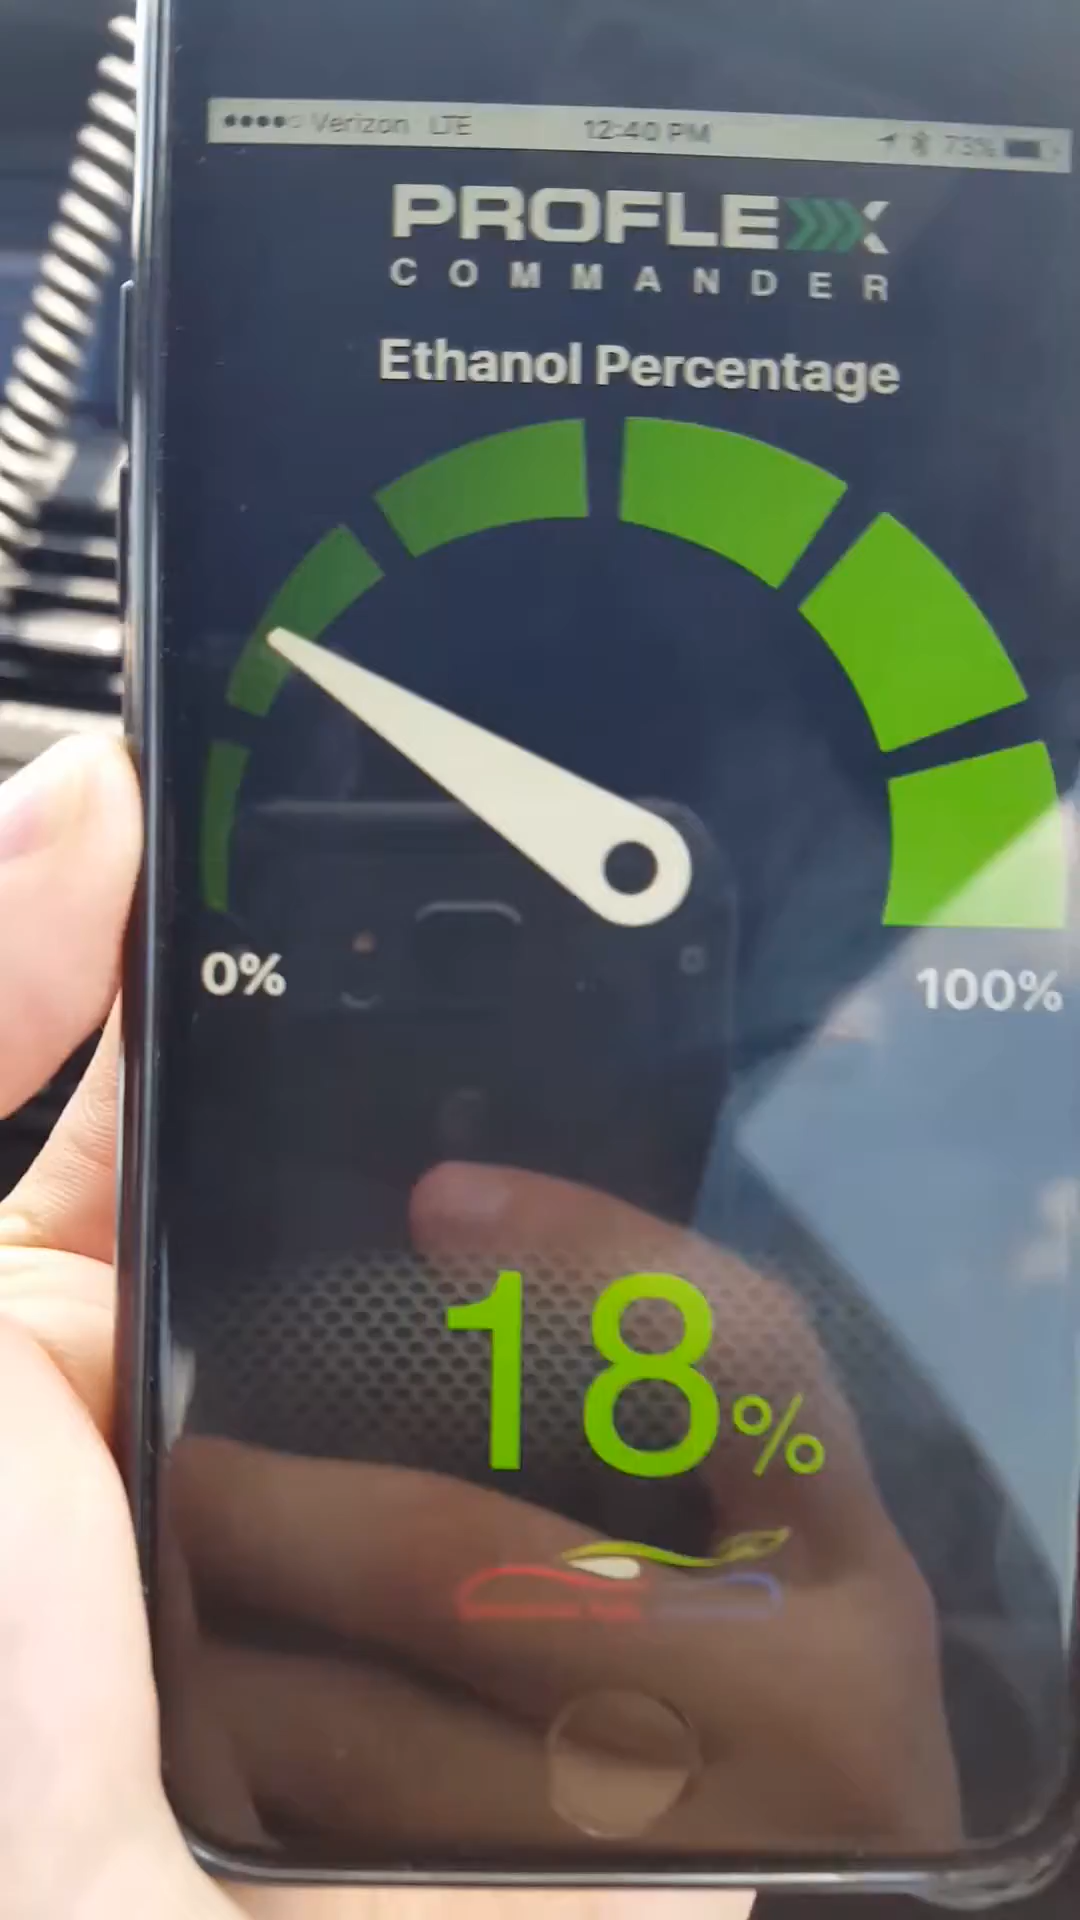 Verizon LTE 12:40 PM 73%
PROFLEX
COMMANDER
Ethanol Percentage
0% 100%
18%